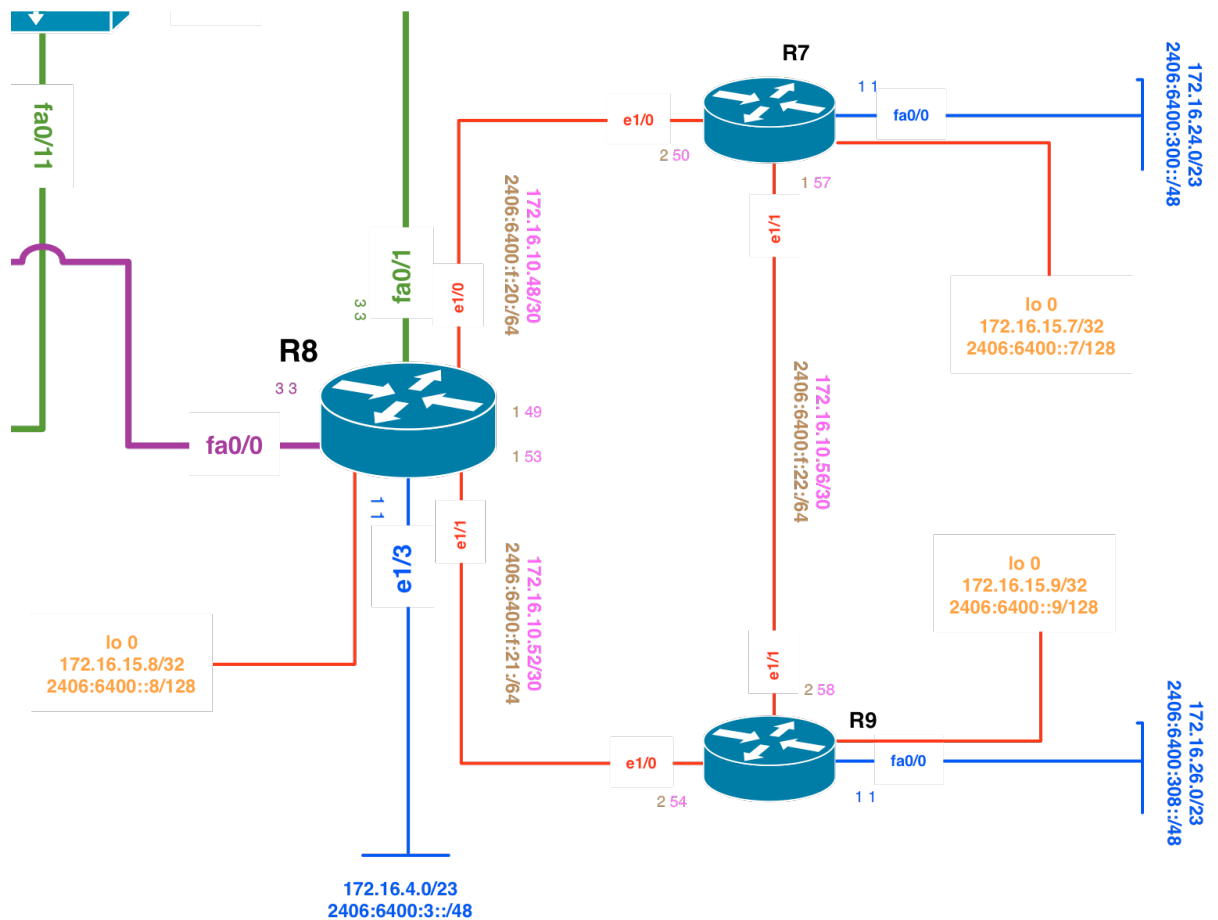 R7
1 1
fa0/0
172.16.24.0/23
2406:6400:300::/48
e1/0
2 50
1 57
e1/1
fa0/11
172.16.10.48/30
2406:6400:f:20:/64
fa0/1
3 3
e1/0
lo 0
172.16.15.7/32
2406:6400::7/128
R8
3 3
fa0/0
1 49
1 53
172.16.10.56/30
2406:6400:f:22:/64
1 1
e1/3
e1/1
172.16.10.52/30
2406:6400:f:21:/64
lo 0
172.16.15.9/32
2406:6400::9/128
lo 0
172.16.15.8/32
2406:6400::8/128
e1/1
2 58
R9
e1/0
2 54
fa0/0
1 1
172.16.26.0/23
2406:6400:308::/48
172.16.4.0/23
2406:6400:3::/48